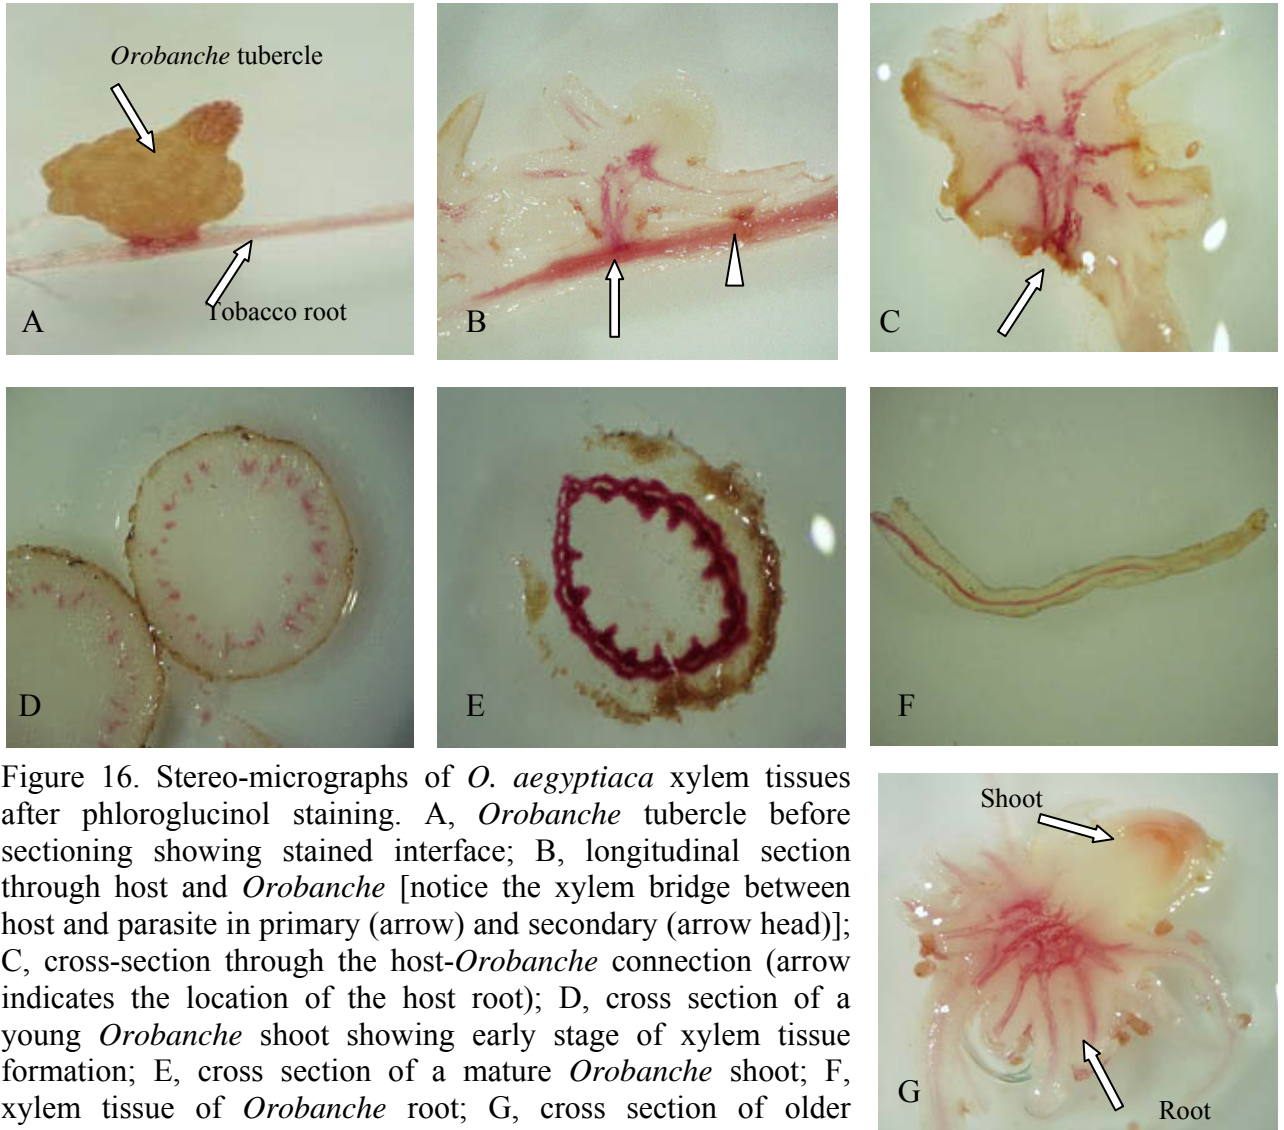 Orobanche tubercle
Tobacco root
A
B
C
D
E
F
Figure 16. Stereo-micrographs of O. aegyptiaca xylem tissues
after phloroglucinol staining. A, Orobanche tubercle before
sectioning showing stained interface; B, longitudinal section
through host and Orobanche [notice the xylem bridge between
host and parasite in primary (arrow) and secondary (arrow head)];
C, cross-section through the host-Orobanche connection (arrow
indicates the location of the host root); D, cross section of a
young Orobanche shoot showing early stage of xylem tissue
formation; E, cross section of a mature Orobanche shoot; F,
xylem tissue of Orobanche root; G, cross section of older
Shoot
G
Root